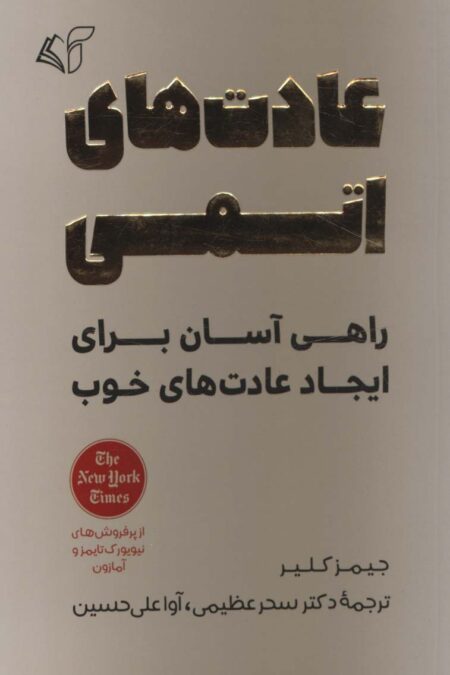 عادت‌های
اتمی
راهی آسان برای
ایجاد عادت‌های خوب
The
New York
Times
از پرفروش‌های
نیویورک تایمز و
آمازون
جیمز کلیر
ترجمهٔ دکتر سحر عظیمی، آوا علی‌حسین